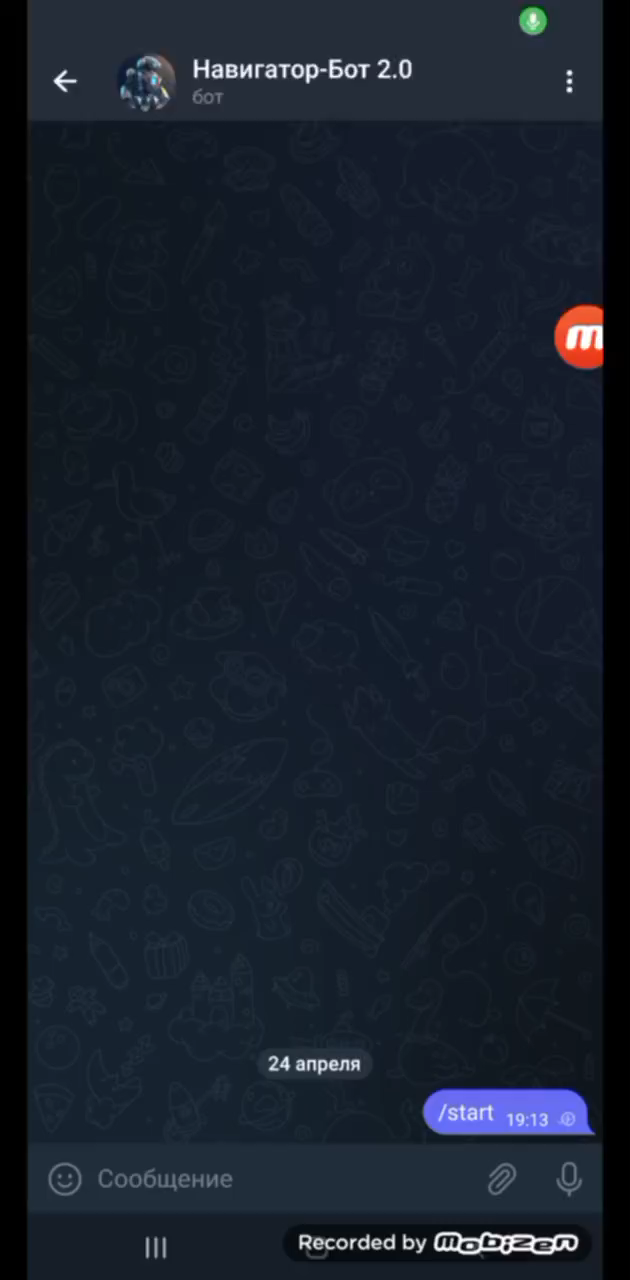 Навигатор-Бот 2.0
бот
m
24 апреля
/start 19:13
Сообщение
Recorded by mobizen